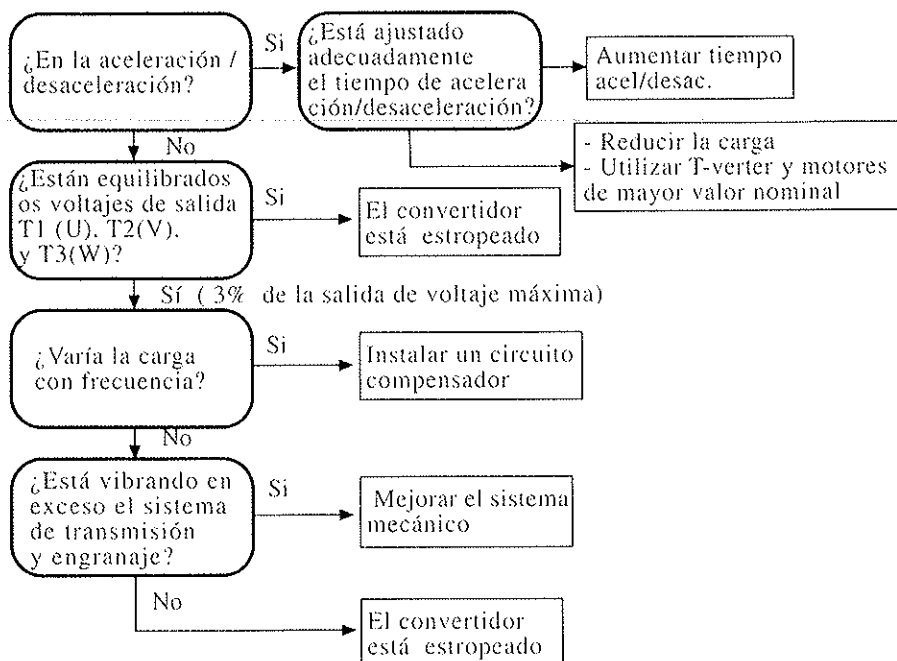 ¿En la aceleración /
desaceleración?
Si
¿Está ajustado
adecuadamente
el tiempo de acelera
ción/desaceleración?
Aumentar tiempo
acel/desac.
- Reducir la carga
- Utilizar T-verter y motores
de mayor valor nominal
No
¿Están equilibrados
os voltajes de salida
T1 (U). T2(V).
y T3(W)?
Si
El convertidor
está estropeado
Sí ( 3% de la salida de voltaje máxima)
¿Varía la carga
con frecuencia?
Si
Instalar un circuito
compensador
No
¿Está vibrando en
exceso el sistema
de transmisión
y engranaje?
Si
Mejorar el sistema
mecánico
No
El convertidor
está estropeado